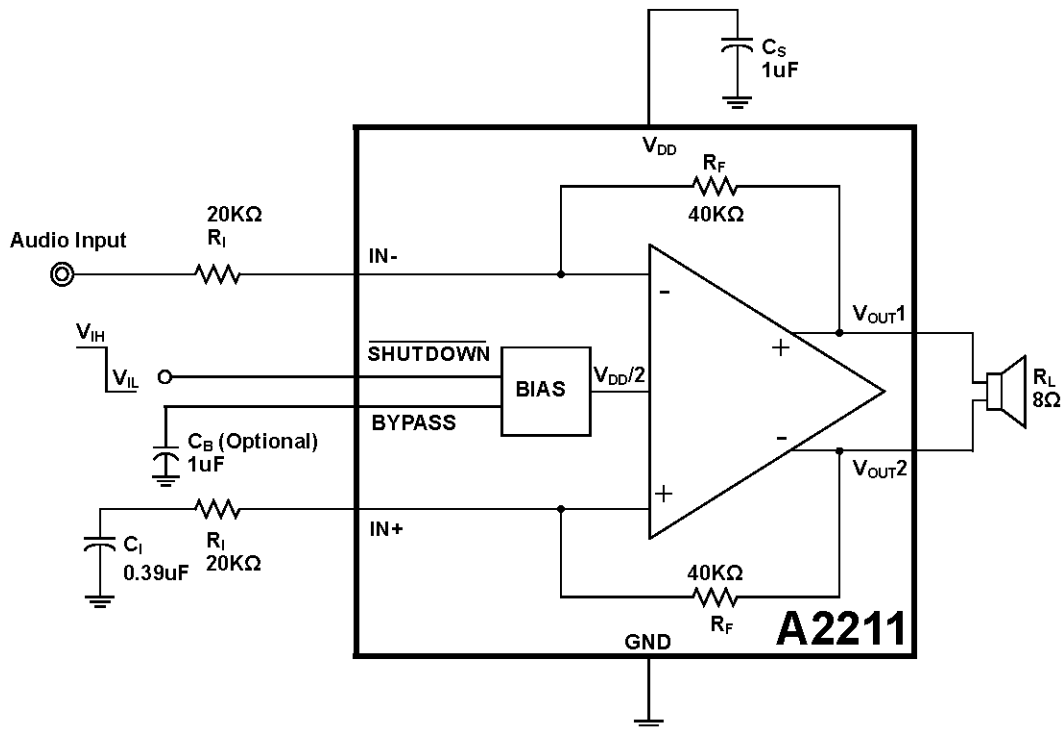 CS
1uF
VDD
RF
40KΩ
20KΩ
RI
Audio Input
IN-
-
VOUT1
+
VIH
VIL
SHUTDOWN
BIAS
VDD/2
BYPASS
RL
8Ω
CB (Optional)
1uF
-
VOUT2
+
IN+
CI
0.39uF
RI
20KΩ
40KΩ
RF
A2211
GND